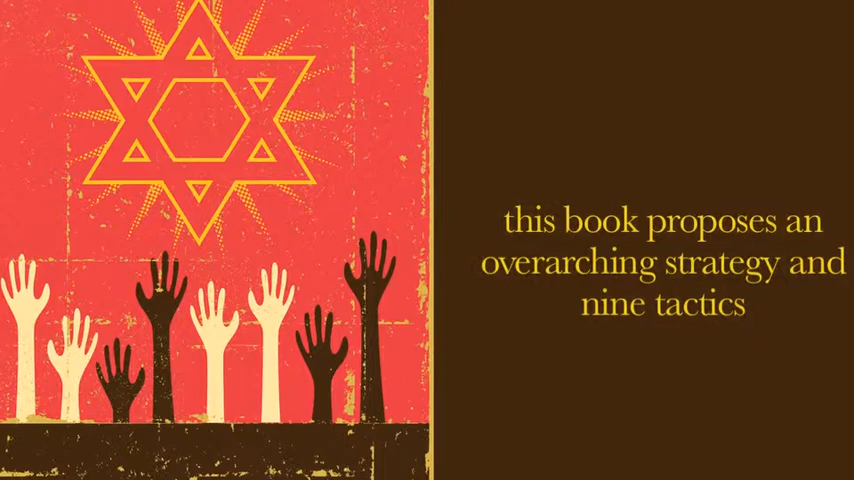 this book proposes an
overarching strategy and
nine tactics